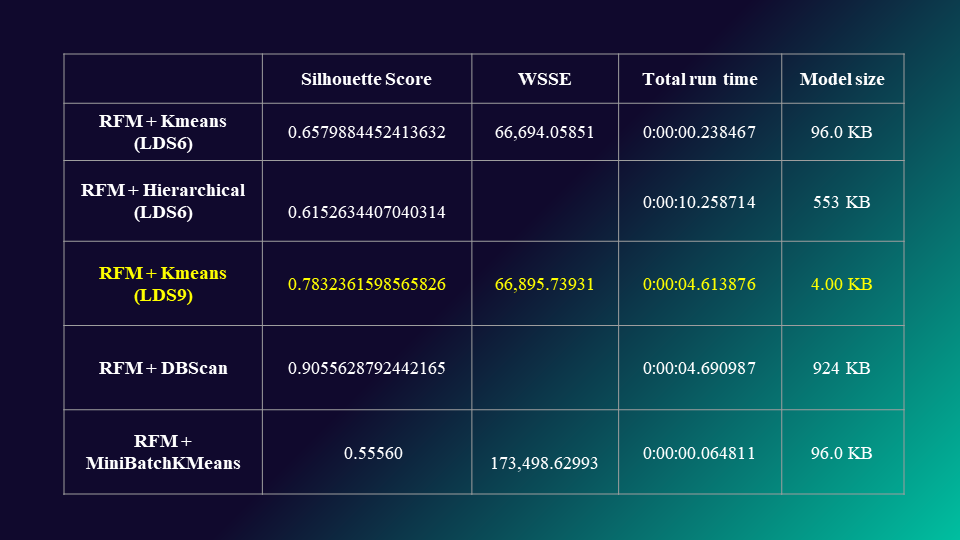 Silhouette Score WSSE Total run time Model size
RFM + Kmeans
(LDS6)
0.6579884452413632 66,694.05851 0:00:00.238467 96.0 KB
RFM + Hierarchical
(LDS6)
0.6152634407040314 0:00:10.258714 553 KB
RFM + Kmeans
(LDS9)
0.7832361598565826 66,895.73931 0:00:04.613876 4.00 KB
RFM + DBScan 0.9055628792442165 0:00:04.690987 924 KB
RFM +
MiniBatchKMeans
0.55560 173,498.62993 0:00:00.064811 96.0 KB